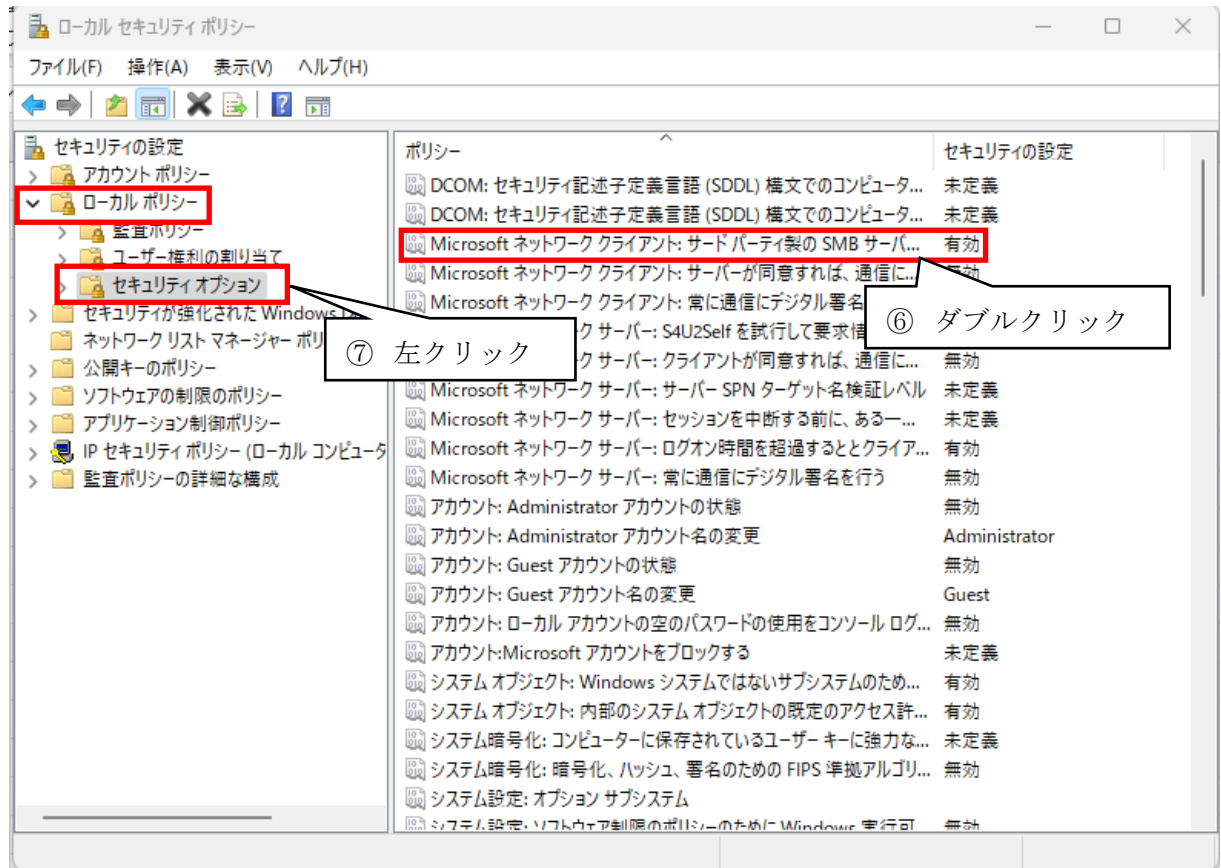 ローカル セキュリティ ポリシー
ファイル(F) 操作(A) 表示(V) ヘルプ(H)
セキュリティの設定
アカウント ポリシー
ローカル ポリシー
監査ポリシー
ユーザー権利の割り当て
セキュリティ オプション
セキュリティが強化された Windows
ネットワーク リスト マネージャー ポリ
公開キーのポリシー
ソフトウェアの制限のポリシー
アプリケーション制御ポリシー
IP セキュリティ ポリシー (ローカル コンピュータ
監査ポリシーの詳細な構成
⑦ 左クリック
ポリシー セキュリティの設定
DCOM: セキュリティ記述子定義言語 (SDDL) 構文でのコンピュータ... 未定義
DCOM: セキュリティ記述子定義言語 (SDDL) 構文でのコンピュータ... 未定義
Microsoft ネットワーク クライアント: サード パーティ製の SMB サーバ... 有効
Microsoft ネットワーク クライアント: サーバーが同意すれば、通信に... 有効
Microsoft ネットワーク クライアント: 常に通信にデジタル署名
⑥ ダブルクリック
ク サーバー: S4U2Self を試行して要求情
ク サーバー: クライアントが同意すれば、通信に... 無効
Microsoft ネットワーク サーバー: サーバー SPN ターゲット名検証レベル 未定義
Microsoft ネットワーク サーバー: セッションを中断する前に、ある一... 未定義
Microsoft ネットワーク サーバー: ログオン時間を超過するととクライア... 有効
Microsoft ネットワーク サーバー: 常に通信にデジタル署名を行う 無効
アカウント: Administrator アカウントの状態 無効
アカウント: Administrator アカウント名の変更 Administrator
アカウント: Guest アカウントの状態 無効
アカウント: Guest アカウント名の変更 Guest
アカウント: ローカル アカウントの空のパスワードの使用をコンソール ログ... 無効
アカウント:Microsoft アカウントをブロックする 未定義
システム オブジェクト: Windows システムではないサブシステムのため... 有効
システム オブジェクト: 内部のシステム オブジェクトの既定のアクセス許... 有効
システム暗号化: コンピューターに保存されているユーザー キーに強力な... 未定義
システム暗号化: 暗号化、ハッシュ、署名のための FIPS 準拠アルゴリ... 無効
システム設定: オプション サブシステム
システム設定: ソフトウェア制限のポリシーのために Windows 実行可 無効